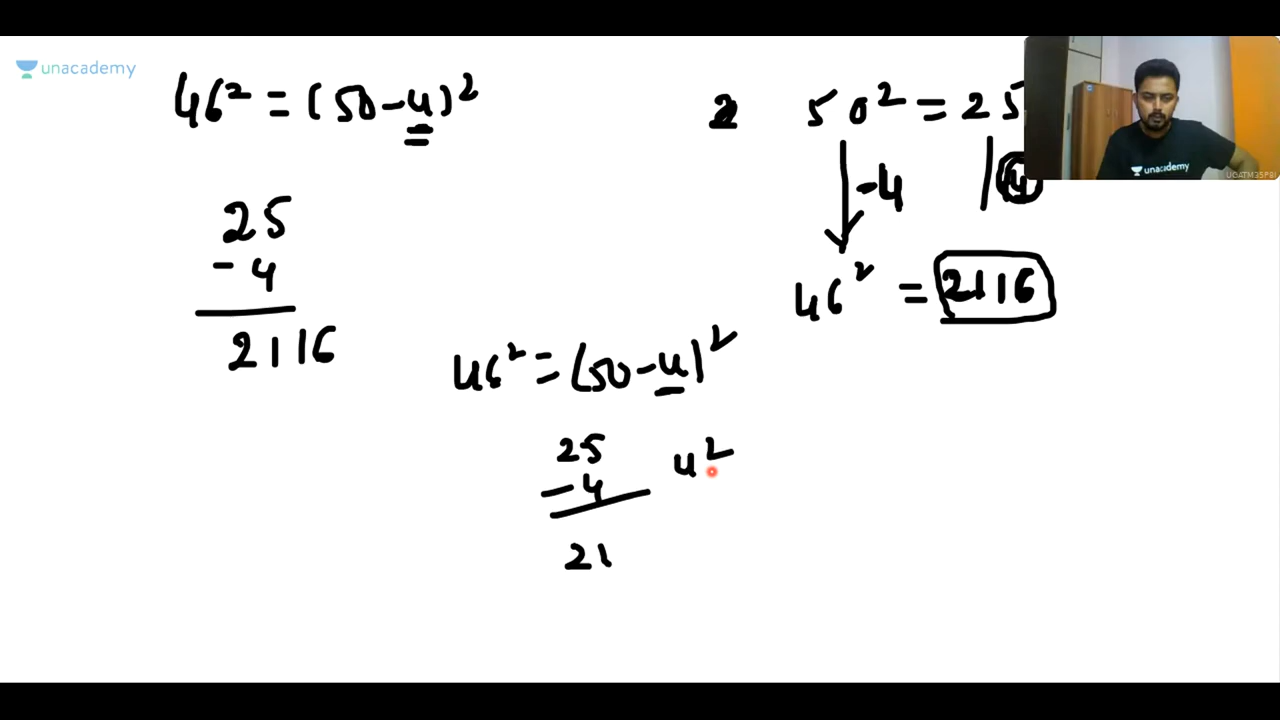 unacademy
46² = (50-4)²
25
- 4
2116
2 50² = 25
-4 4
46² = 2116
46² = (50-4)²
25 4²
- 4
21
unacademy